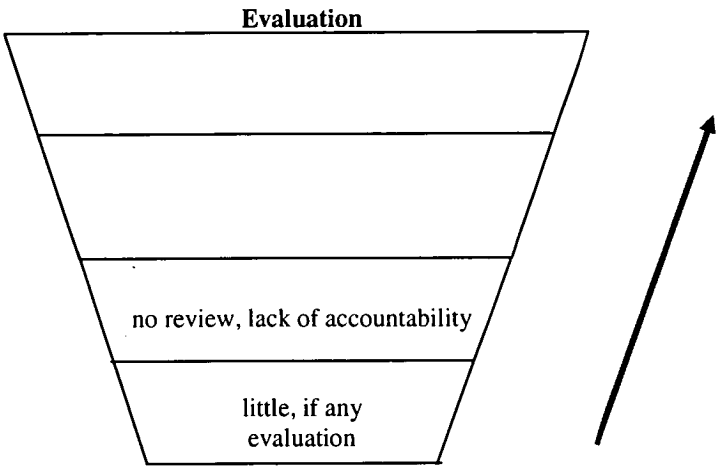 Evaluation
no review, lack of accountability
little, if any
evaluation